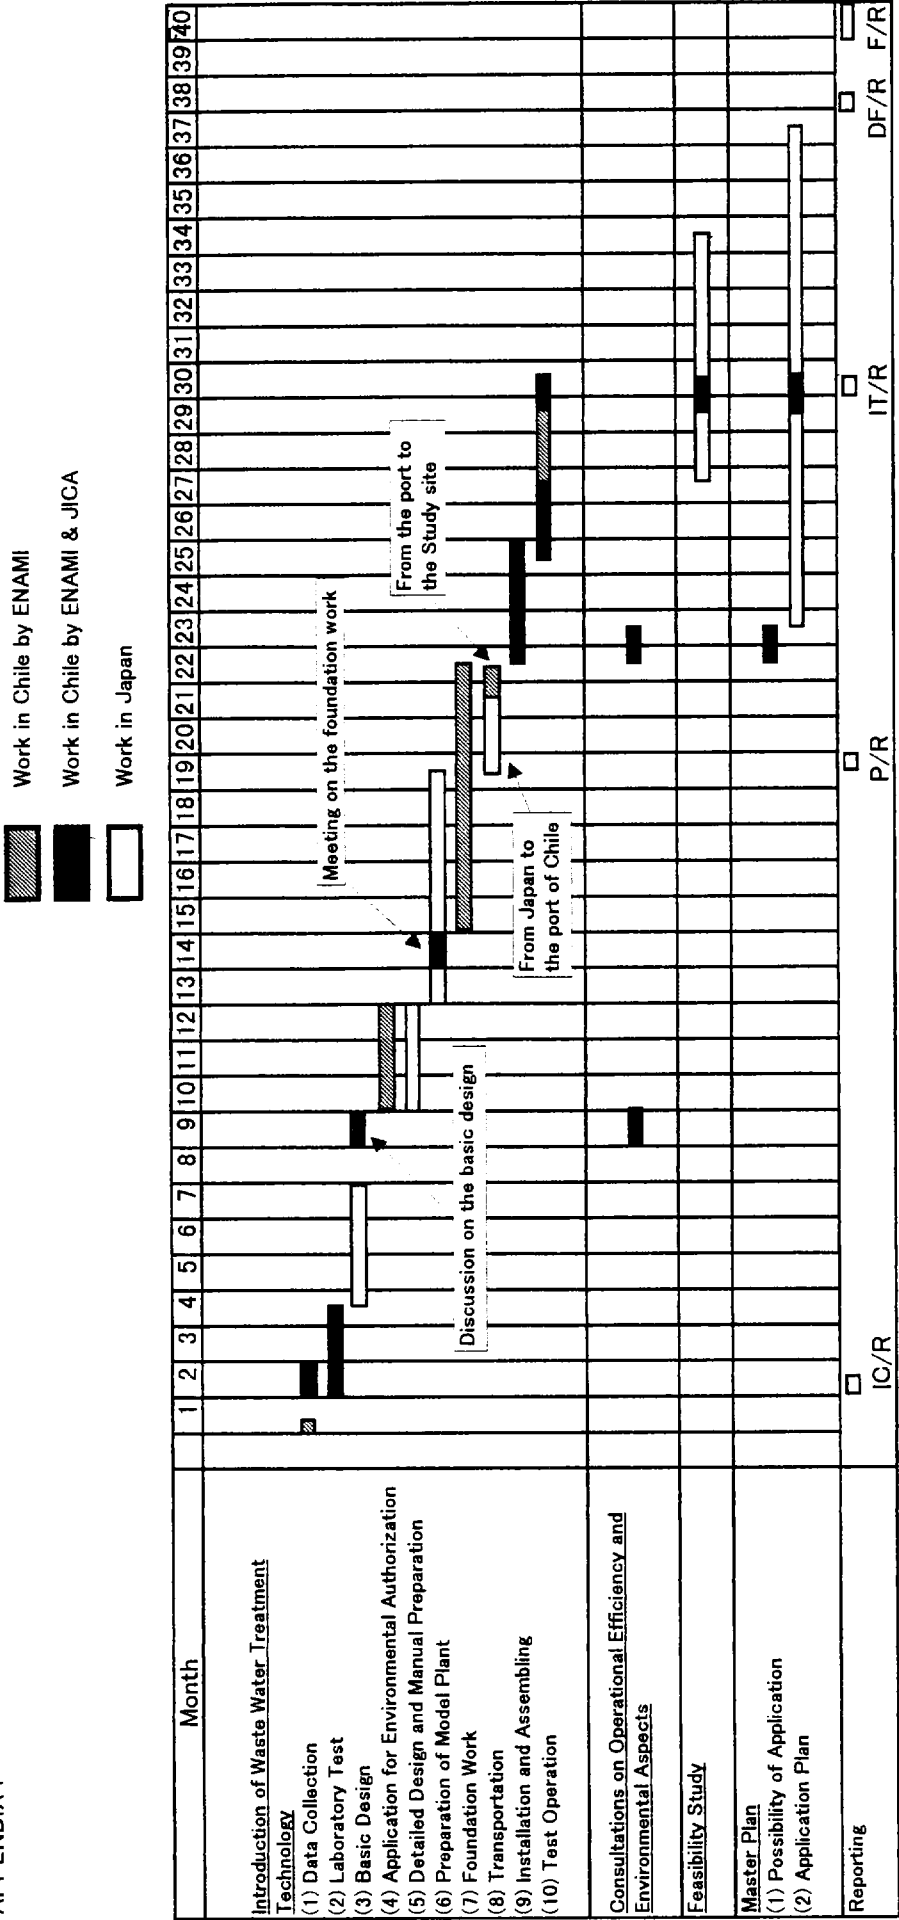 APPENDIX I
Work in Chile by ENAMI
Work in Chile by ENAMI & JICA
Work in Japan
Month
1 2 3 4 5 6 7 8 9 10 11 12 13 14 15 16 17 18 19 20 21 22 23 24 25 26 27 28 29 30 31 32 33 34 35 36 37 38 39 40
Introduction of Waste Water Treatment
Technology
(1) Data Collection
(2) Laboratory Test
(3) Basic Design
(4) Application for Environmental Authorization
(5) Detailed Design and Manual Preparation
(6) Preparation of Model Plant
(7) Foundation Work
(8) Transportation
(9) Installation and Assembling
(10) Test Operation
Meeting on the foundation work
From the port to
the Study site
Discussion on the basic design
From Japan to
the port of Chile
Consultations on Operational Efficiency and
Environmental Aspects
Feasibility Study
Master Plan
(1) Possibility of Application
(2) Application Plan
Reporting
IC/R
P/R
IT/R
DF/R
F/R